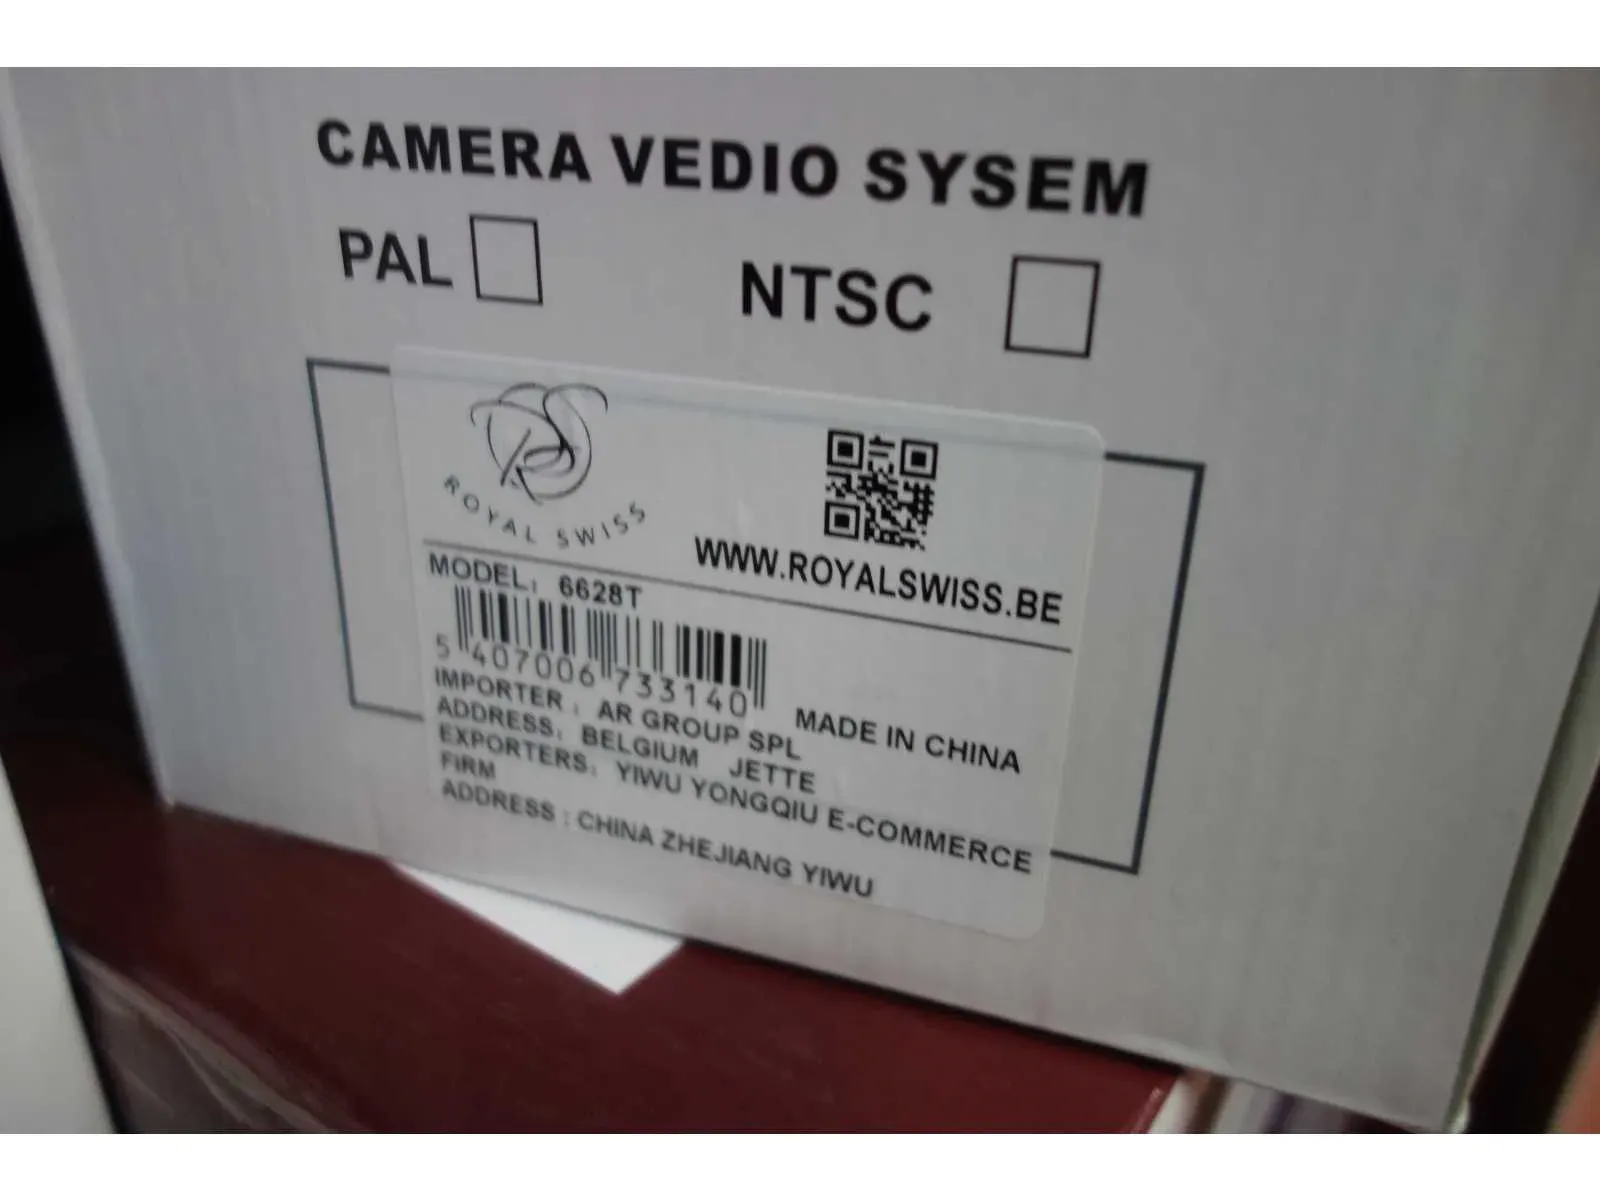 CAMERA VEDIO SYSEM
PAL
NTSC
ROYAL SWISS
WWW.ROYALSWISS.BE
MODEL: 6628T
5 407006 733140
MADE IN CHINA
IMPORTER : AR GROUP SPL
ADDRESS: BELGIUM JETTE
EXPORTERS: YIWU YONGQIU E-COMMERCE
FIRM
ADDRESS : CHINA ZHEJIANG YIWU